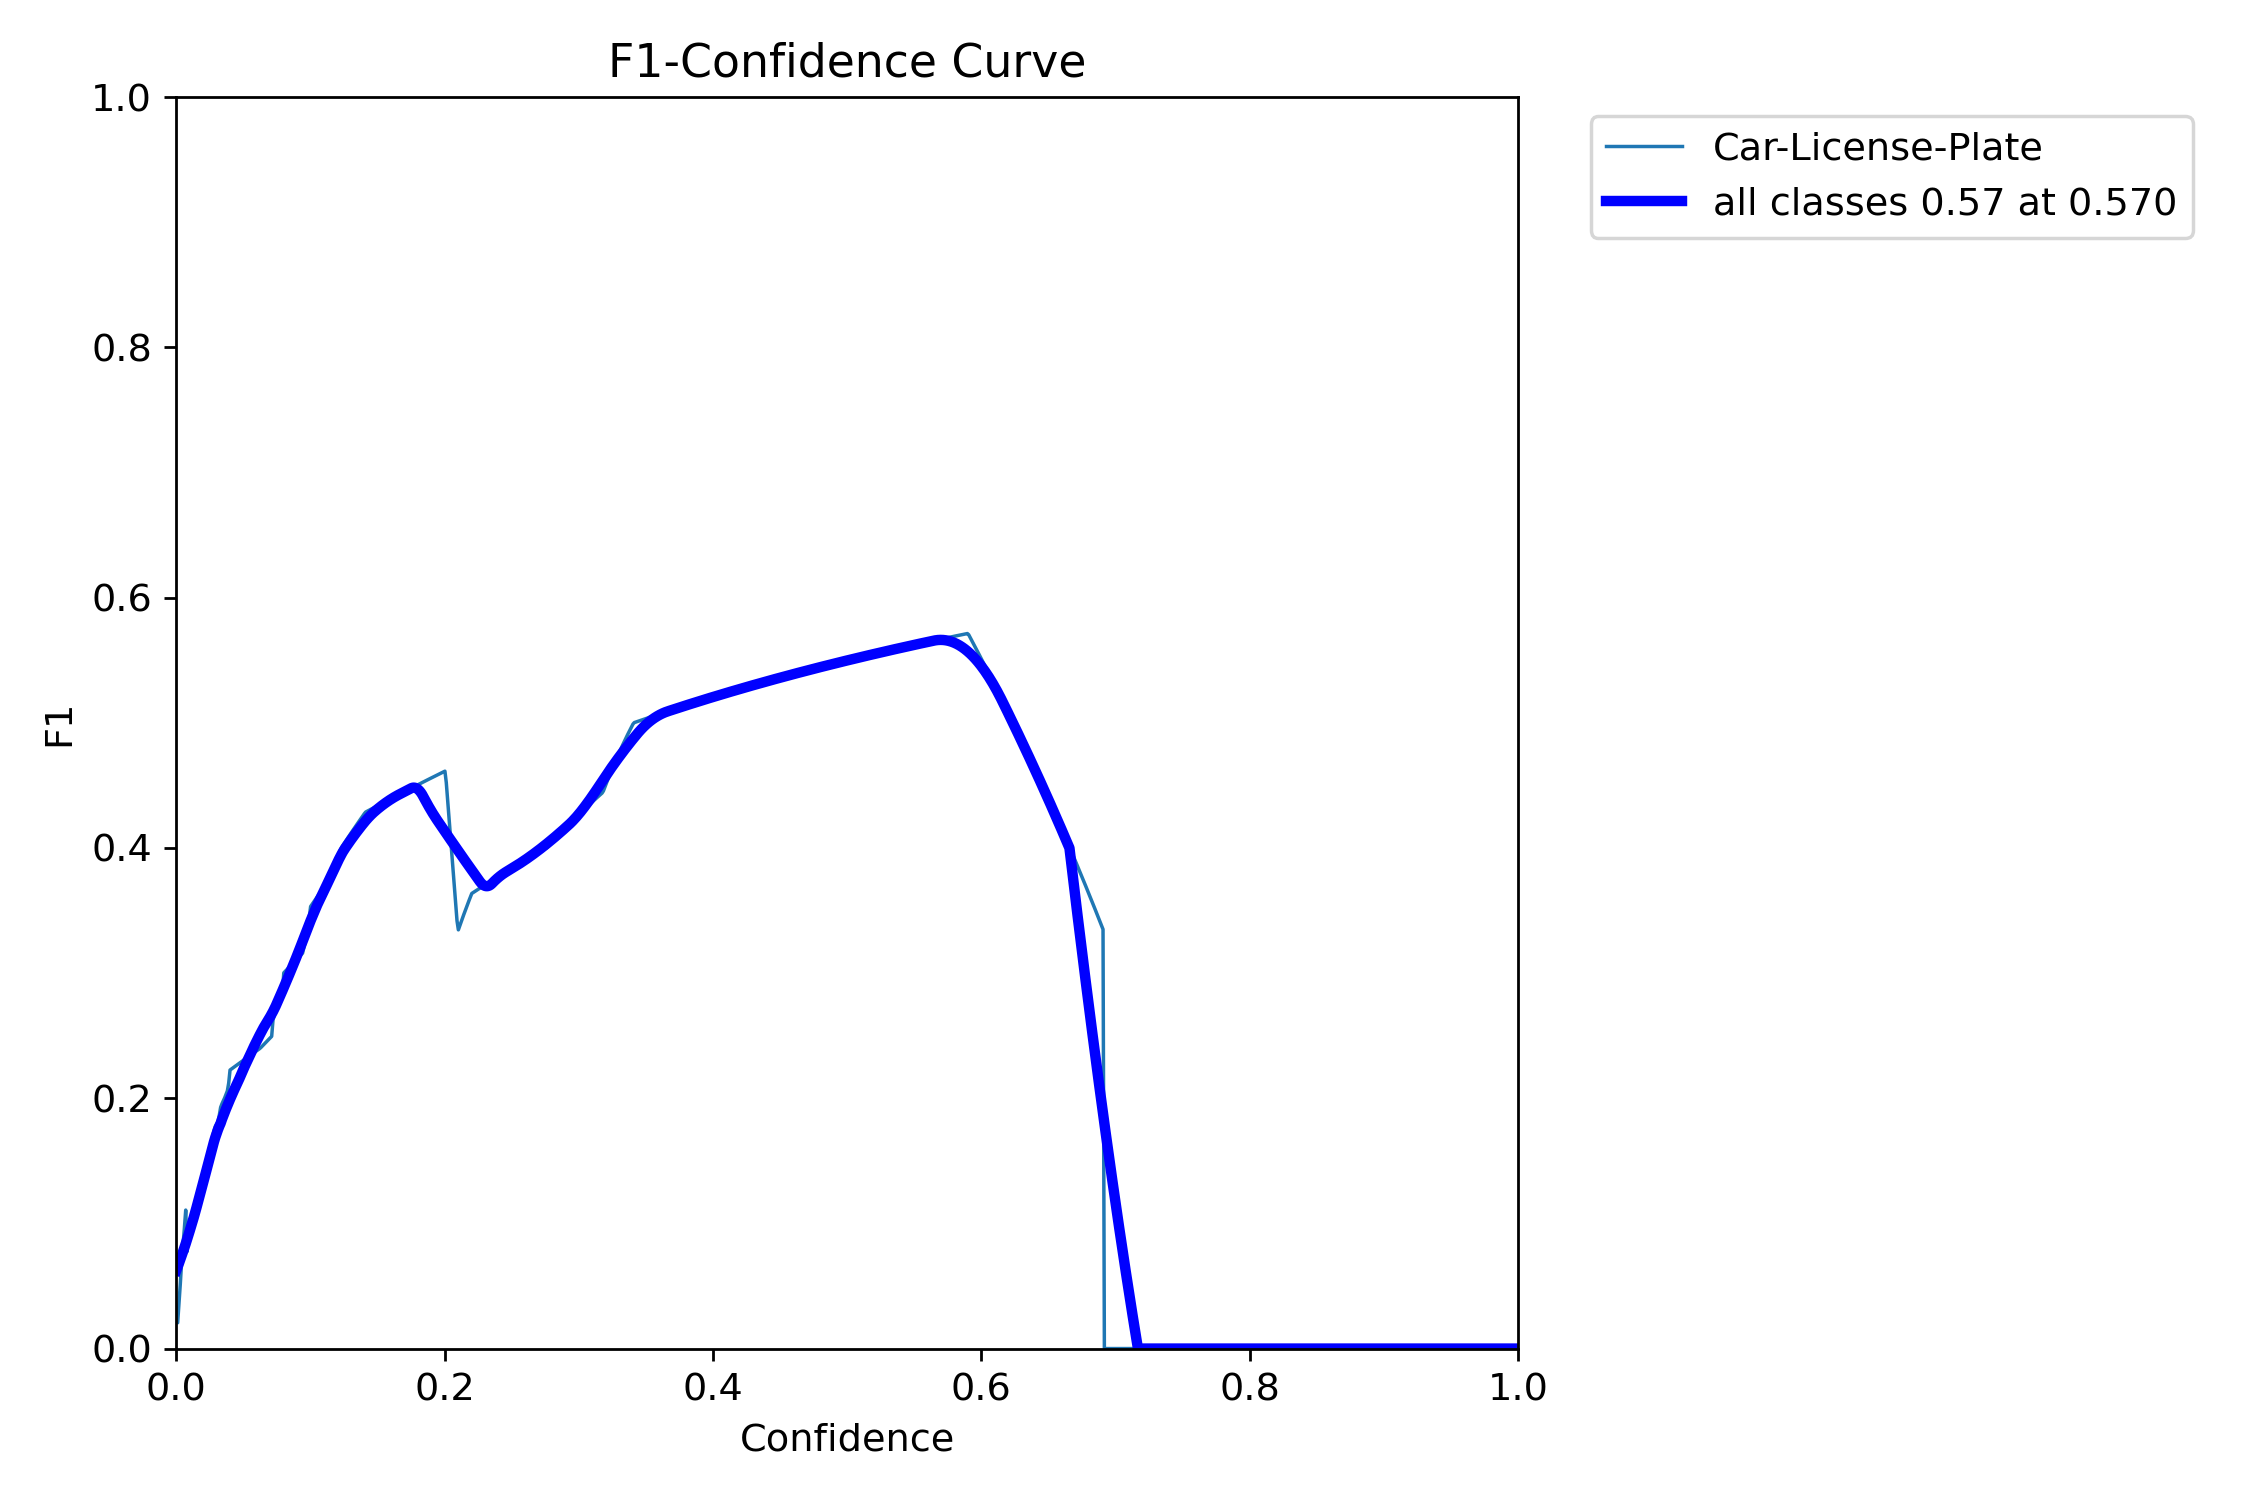 F1-Confidence Curve
1.0
0.8
0.6
0.4
0.2
0.0
F1
0.0 0.2 0.4 0.6 0.8 1.0
Confidence
Car-License-Plate
all classes 0.57 at 0.570